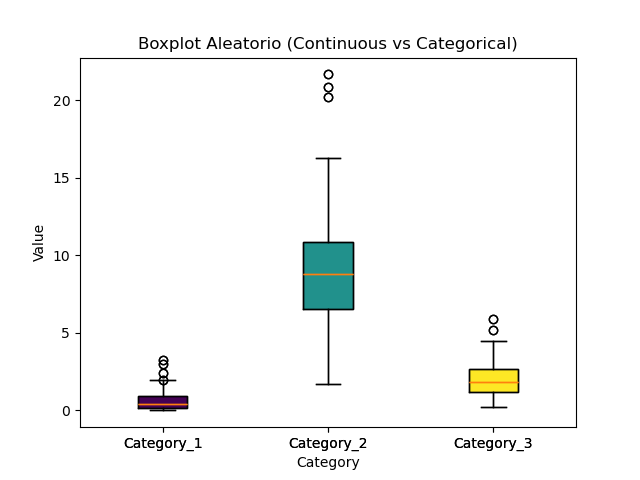 Boxplot Aleatorio (Continuous vs Categorical)
20
15
10
5
0
Value
Category_1 Category_2 Category_3
Category